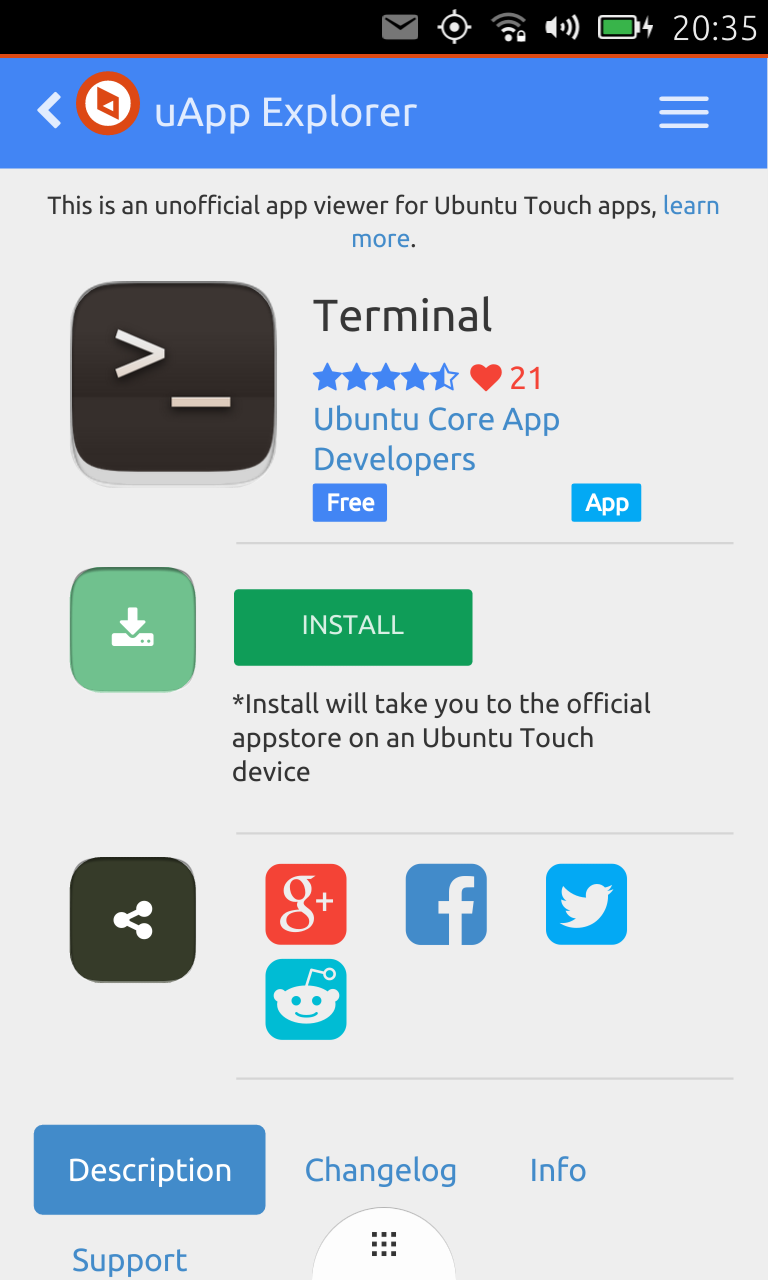 20:35
uApp Explorer
This is an unofficial app viewer for Ubuntu Touch apps, learn
more.
>_
Terminal
21
Ubuntu Core App
Developers
Free App
INSTALL
*Install will take you to the official
appstore on an Ubuntu Touch
device
g+ f
Description Changelog Info
Support